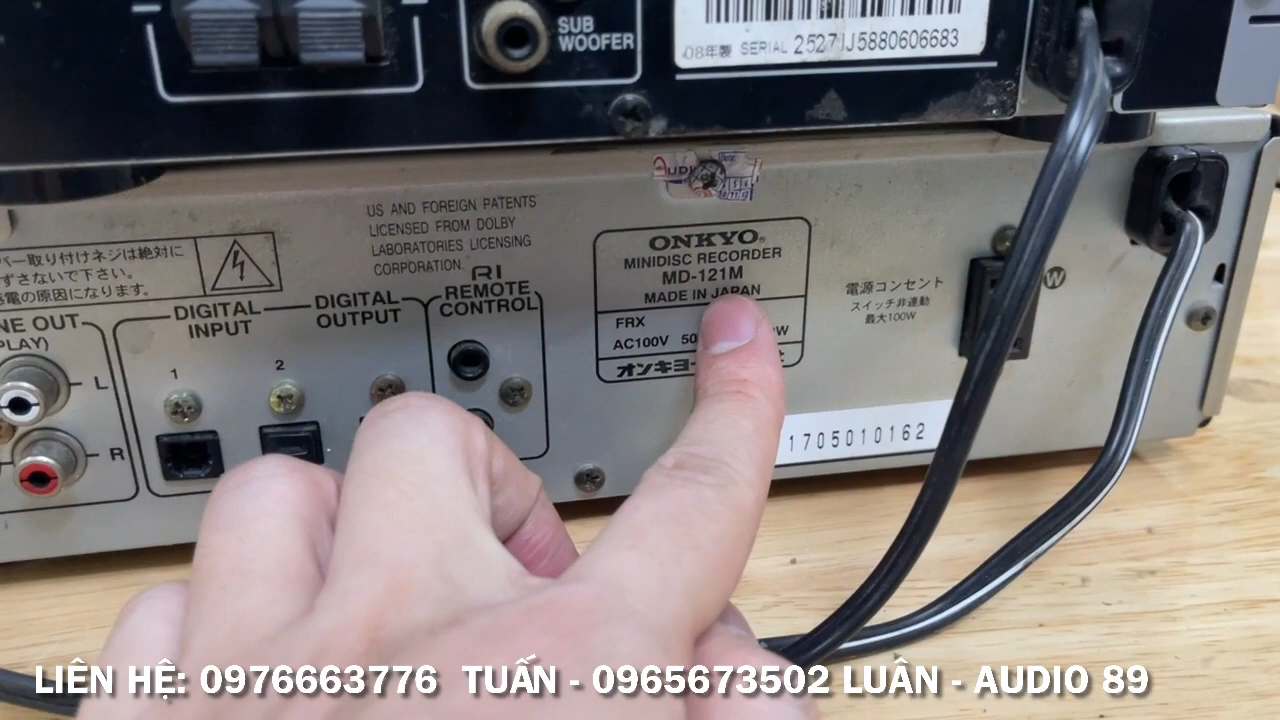 SUB
WOOFER
08年製 SERIAL 25271J5880606683
AUDIO
US AND FOREIGN PATENTS
LICENSED FROM DOLBY
LABORATORIES LICENSING
CORPORATION.
バー取り付けネジは絶対に
ずさないで下さい。
感電の原因になります。
NE OUT
PLAY)
L
R
DIGITAL
INPUT
1
2
DIGITAL
OUTPUT
RI
REMOTE
CONTROL
ONKYO
MINIDISC RECORDER
MD-121M
MADE IN JAPAN
FRX
AC100V 50
W
オンキヨー
電源コンセント
スイッチ非連動
最大100W
W
1705010162
LIÊN HỆ: 0976663776 TUẤN - 0965673502 LUÂN - AUDIO 89